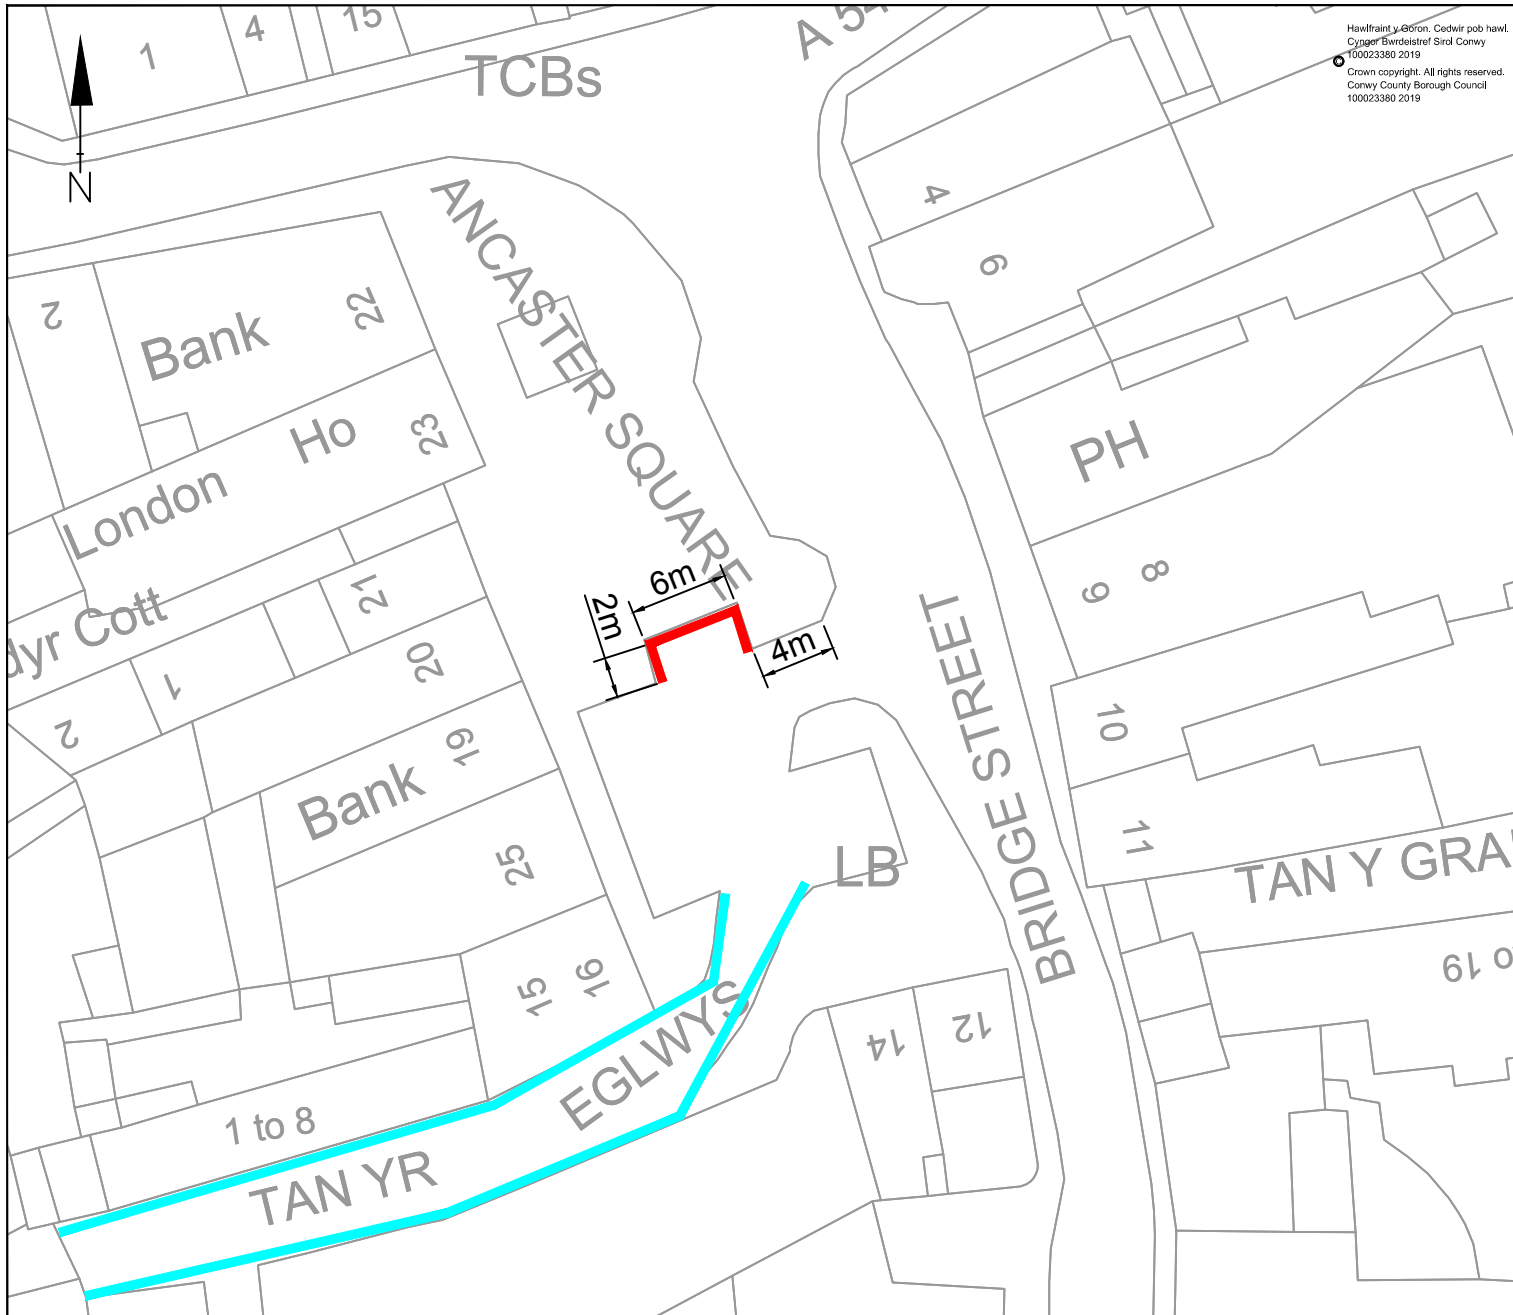 Hawlfraint y Goron. Cedwir pob hawl.
Cyngor Bwrdeistref Sirol Conwy
100023380 2019
© Crown copyright. All rights reserved.
Conwy County Borough Council
100023380 2019
1
4
15
TCBs
A 54
N
ANCASTER SQUARE
2
Bank
22
4
6
London Ho
23
PH
dyr Cott
21
6m
2m
4m
9
8
2
1
20
19
Bank
25
BRIDGE STREET
10
11
LB
TAN Y GRA
o 19
15
16
EGLWYS
14
12
1 to 8
TAN YR